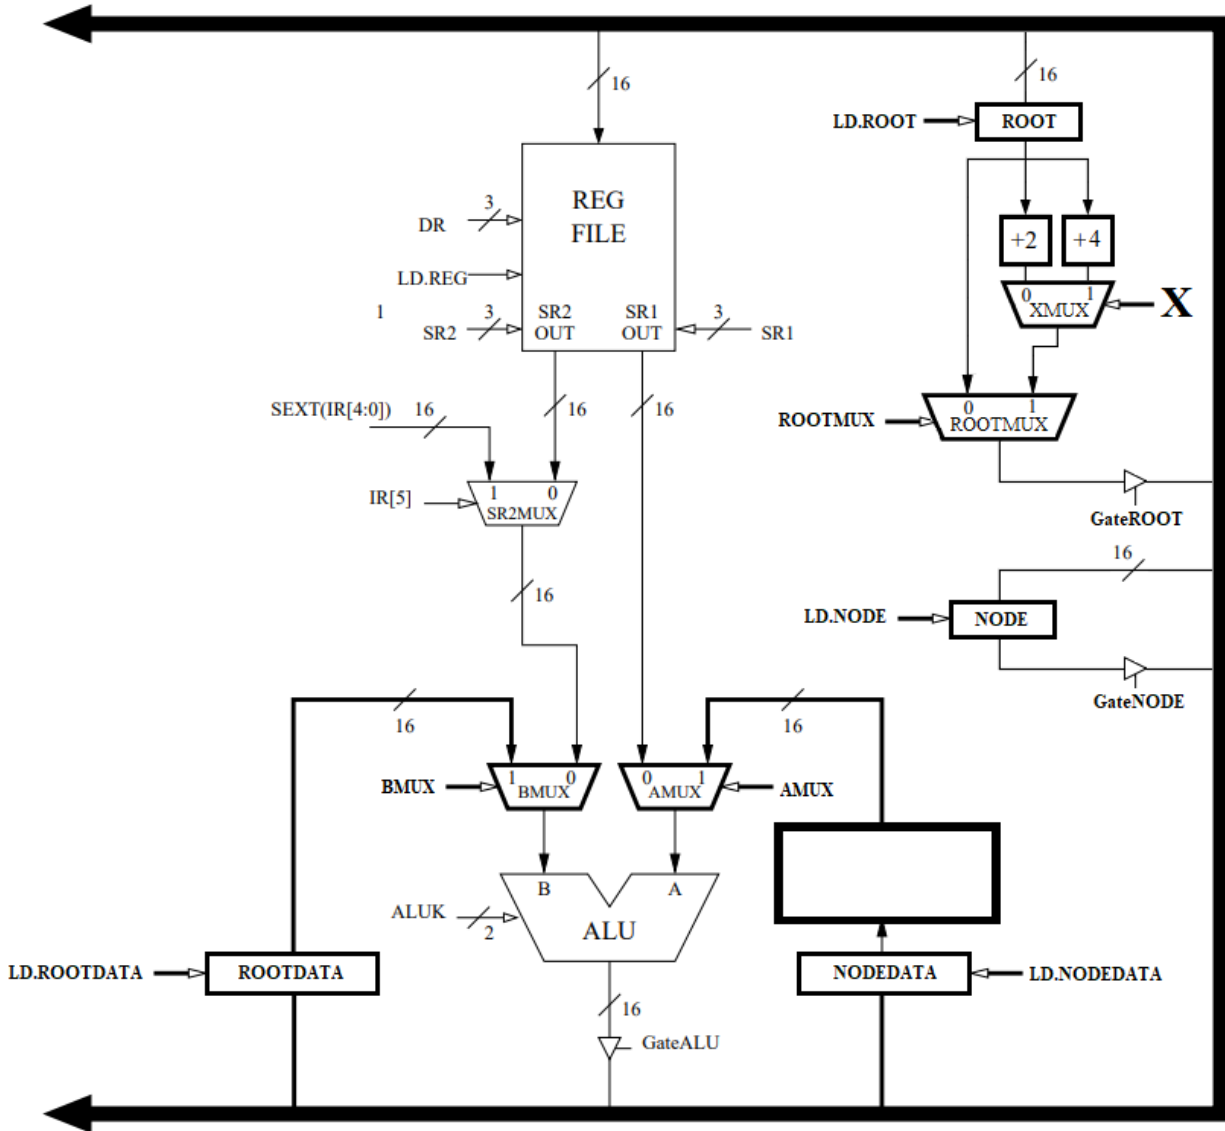 16
16
LD.ROOT
ROOT
REG
FILE
3
DR
+2
+4
LD.REG
0
1
XMUX
X
1
SR2
3
SR2
OUT
SR1
OUT
3
SR1
SEXT(IR[4:0])
16
16
16
0
1
ROOTMUX
ROOTMUX
IR[5]
1
0
SR2MUX
GateROOT
16
16
LD.NODE
NODE
GateNODE
16
16
BMUX
1
0
BMUX
0
1
AMUX
AMUX
B
A
ALUK
2
ALU
LD.ROOTDATA
ROOTDATA
NODEDATA
LD.NODEDATA
16
GateALU